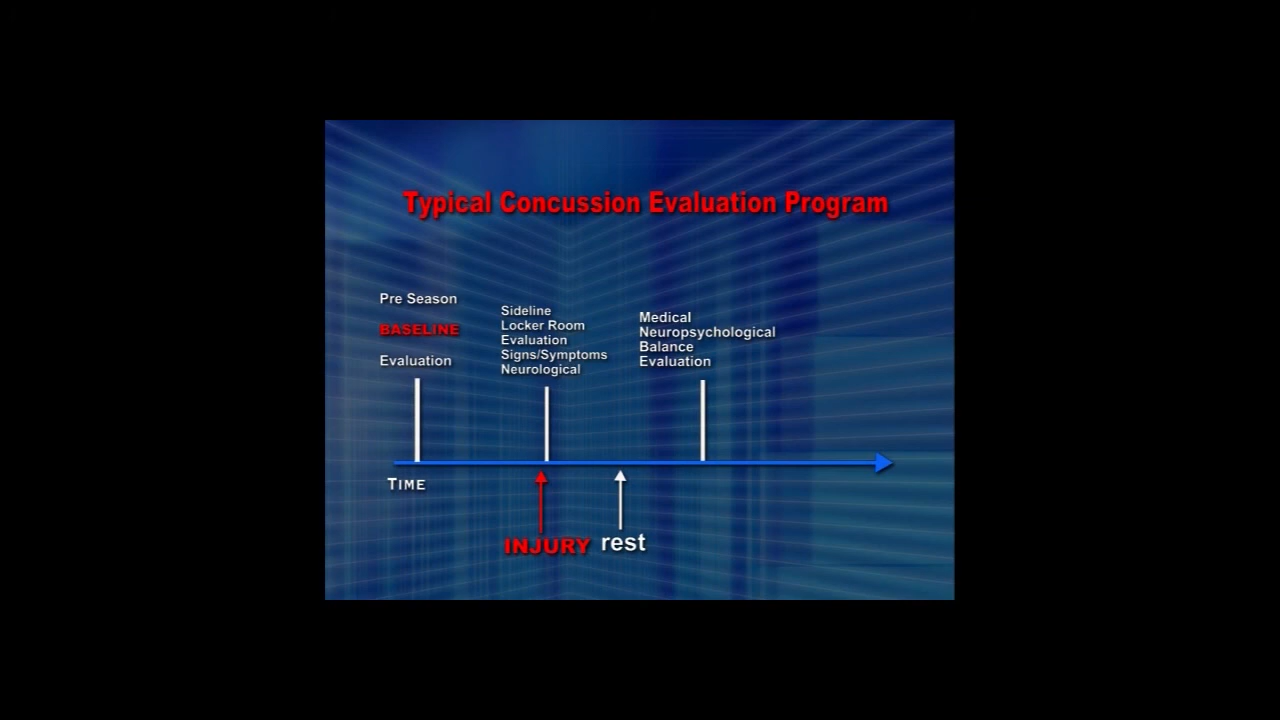 Typical Concussion Evaluation Program
Pre Season
BASELINE
Evaluation
Sideline
Locker Room
Evaluation
Signs/Symptoms
Neurological
Medical
Neuropsychological
Balance
Evaluation
TIME
INJURY
rest